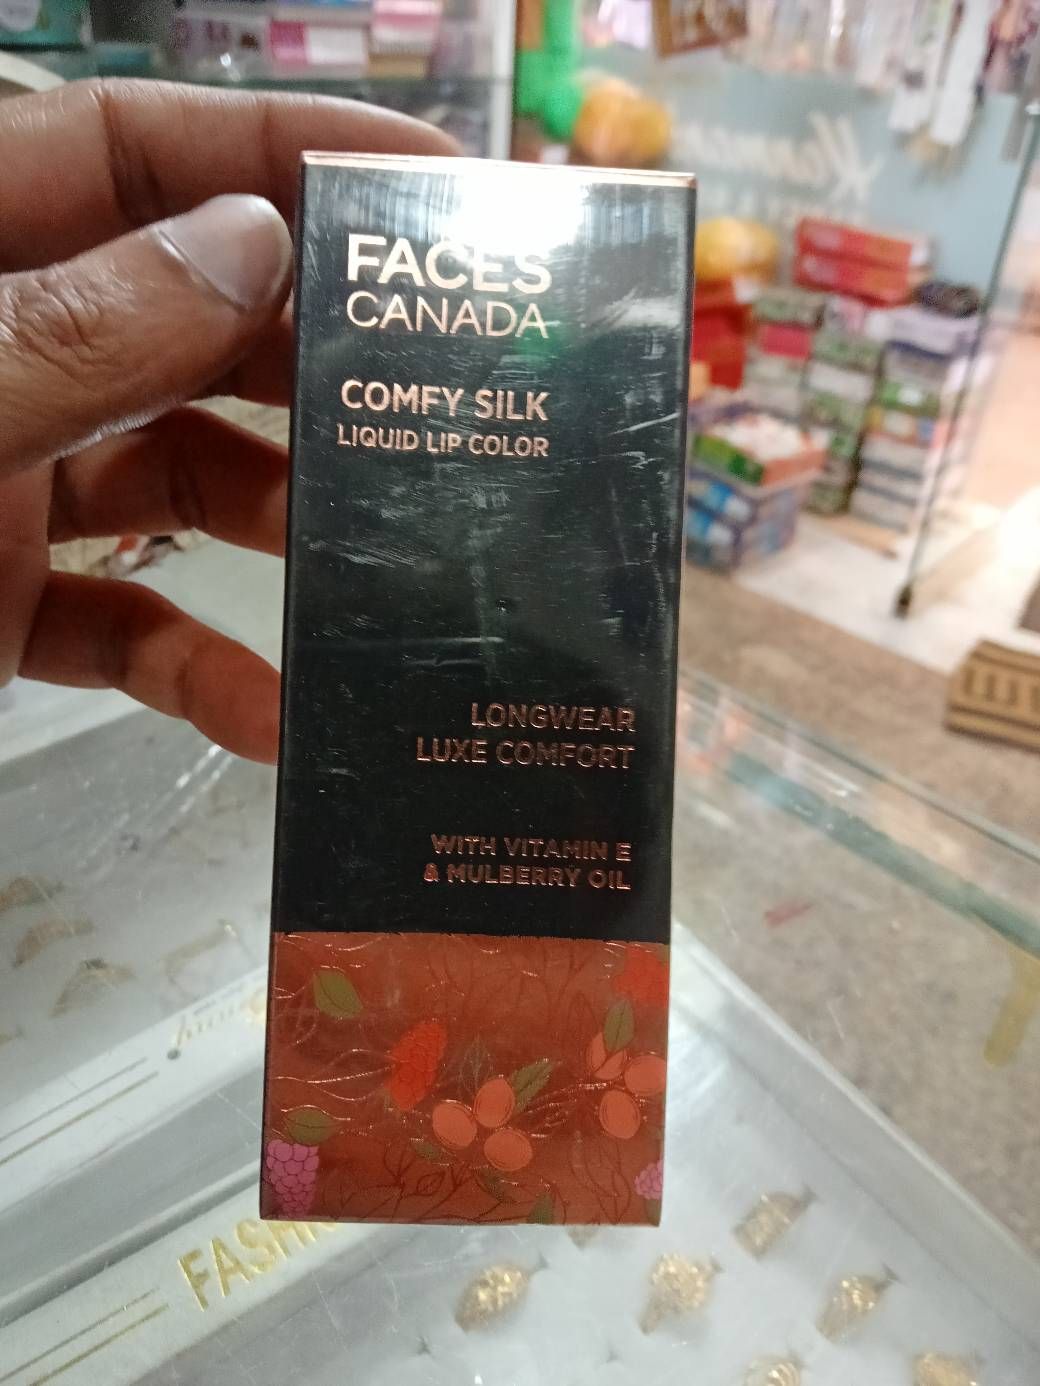 FACES
CANADA
COMFY SILK
LIQUID LIP COLOR
LONGWEAR
LUXE COMFORT
WITH VITAMIN E
& MULBERRY OIL